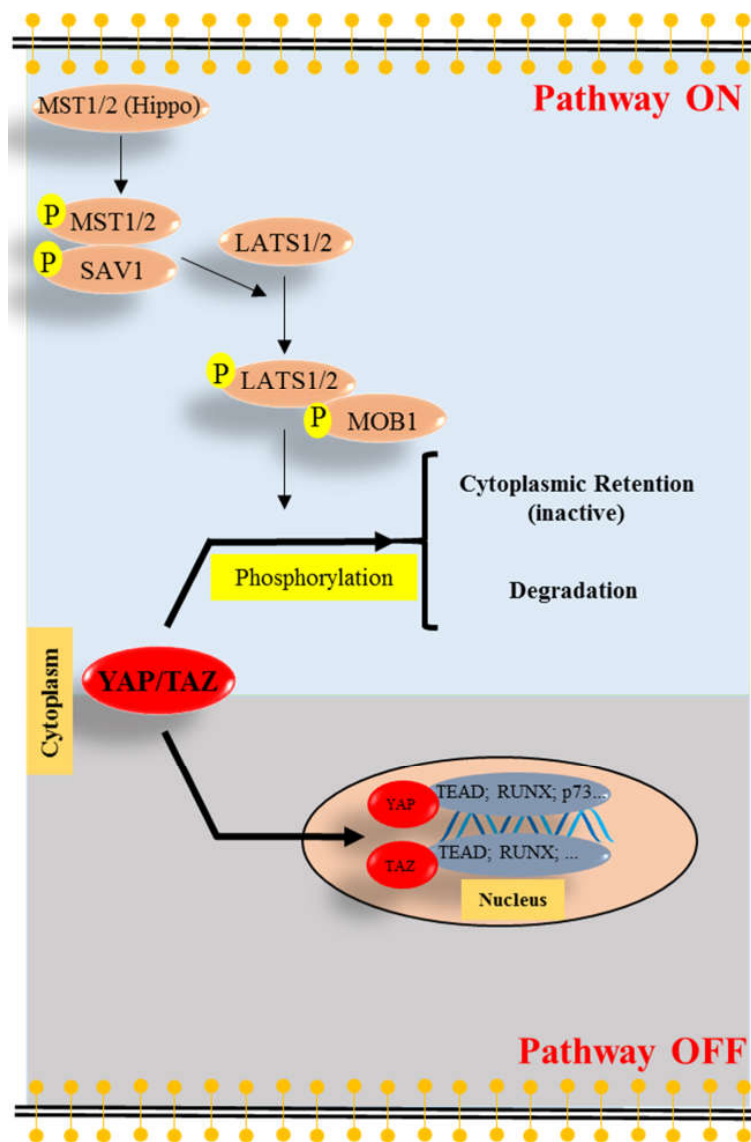 Pathway ON
MST1/2 (Hippo)
P
MST1/2
P
SAV1
LATS1/2
P
LATS1/2
P
MOB1
Cytoplasmic Retention
(inactive)
Phosphorylation
Degradation
Cytoplasm
YAP/TAZ
YAP
TEAD; RUNX; p73...
TAZ
TEAD; RUNX; ...
Nucleus
Pathway OFF